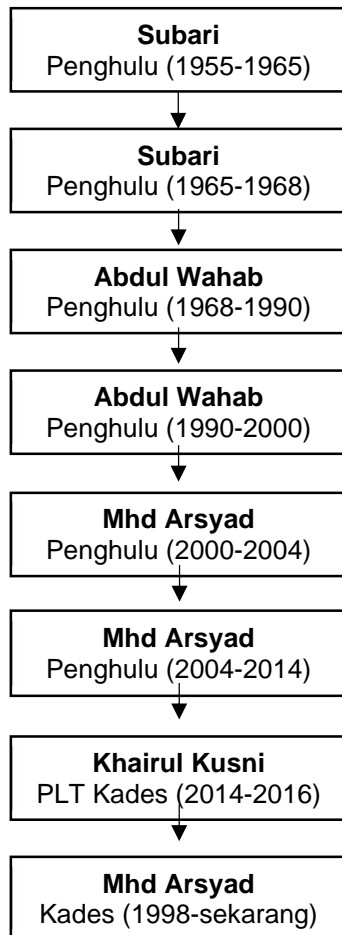 Subari
Penghulu (1955-1965)
Subari
Penghulu (1965-1968)
Abdul Wahab
Penghulu (1968-1990)
Abdul Wahab
Penghulu (1990-2000)
Mhd Arsyad
Penghulu (2000-2004)
Mhd Arsyad
Penghulu (2004-2014)
Khairul Kusni
PLT Kades (2014-2016)
Mhd Arsyad
Kades (1998-sekarang)